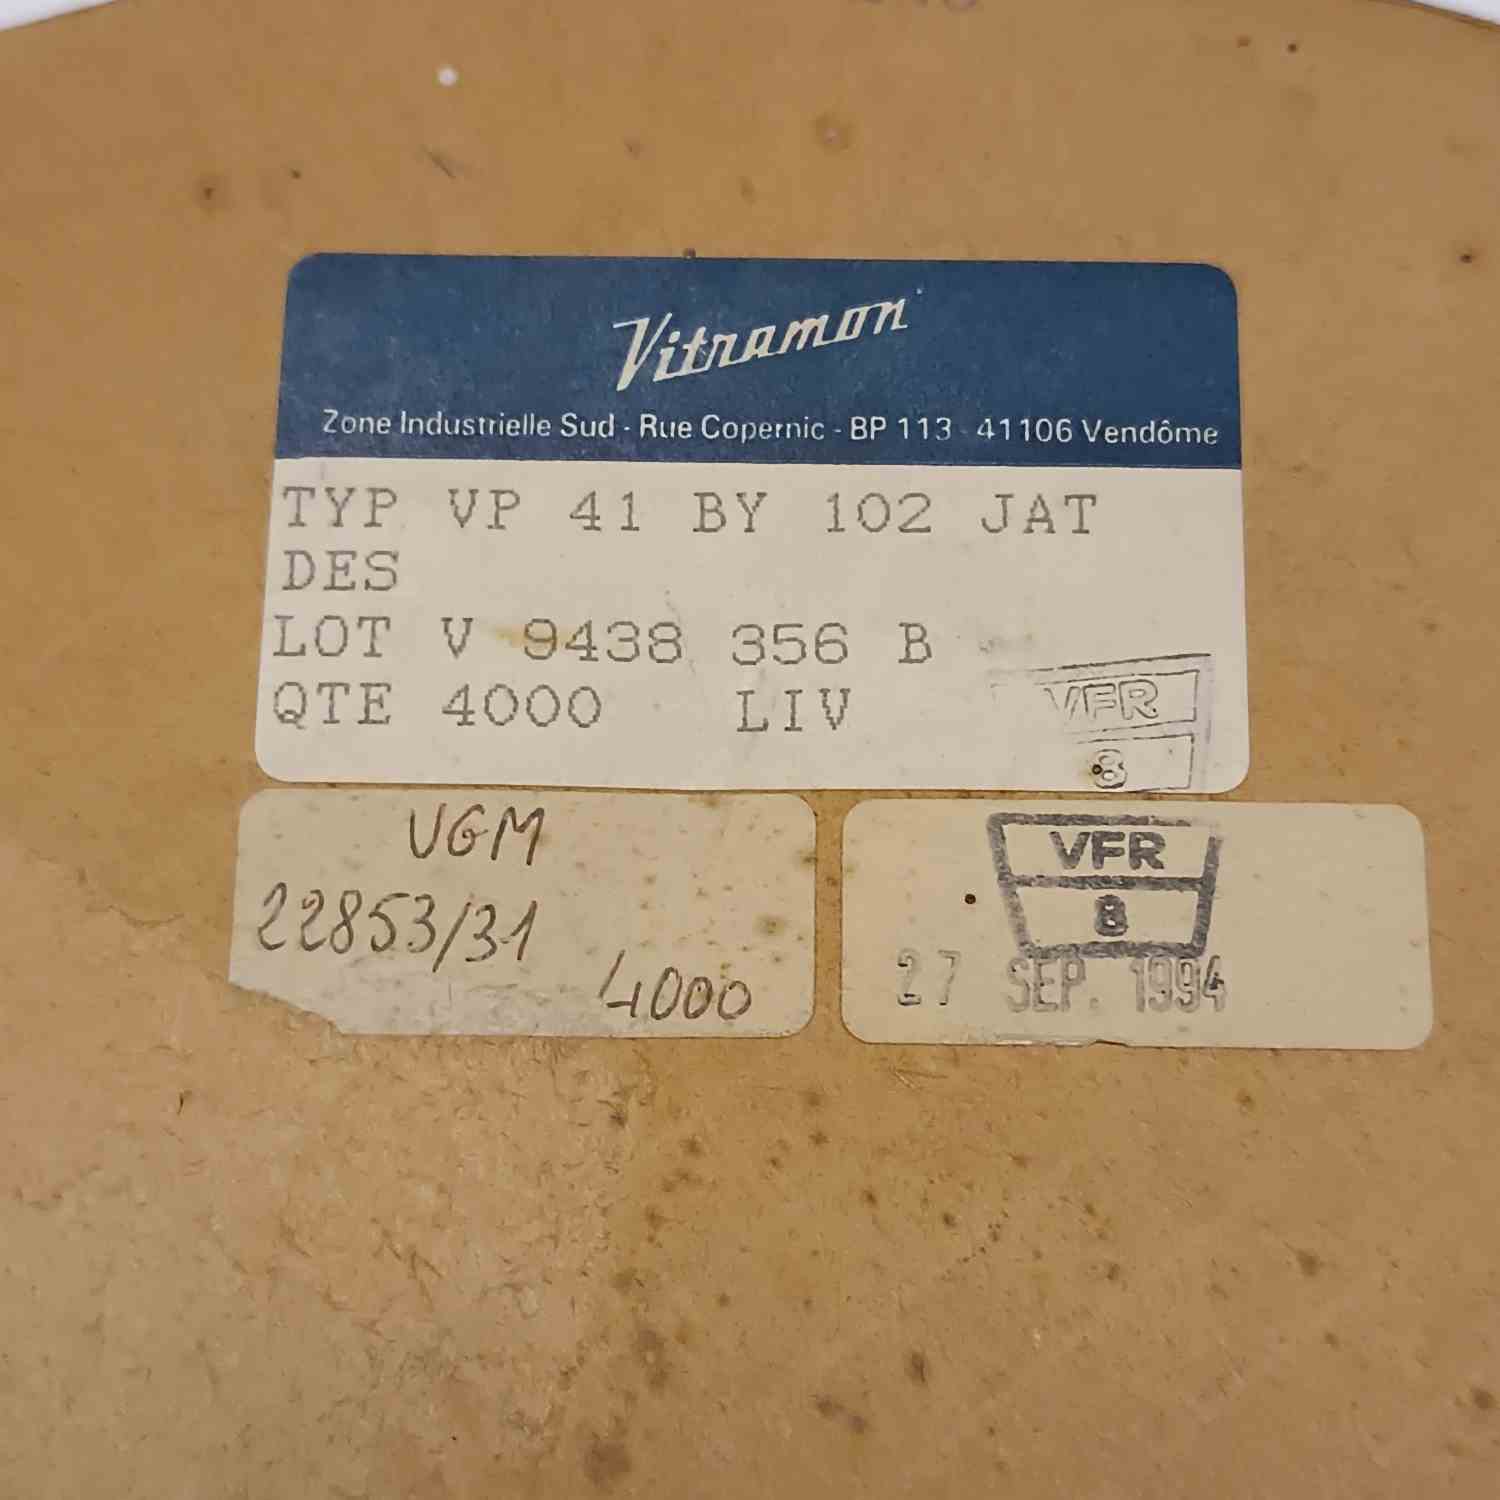 Vitramon
Zone Industrielle Sud - Rue Copernic - BP 113 - 41106 Vendôme
TYP VP 41 BY 102 JAT
DES
LOT V 9438 356 B
QTE 4000 LIV
VFR
8
VGM
22853/31
4000
VFR
8
27 SEP. 1994